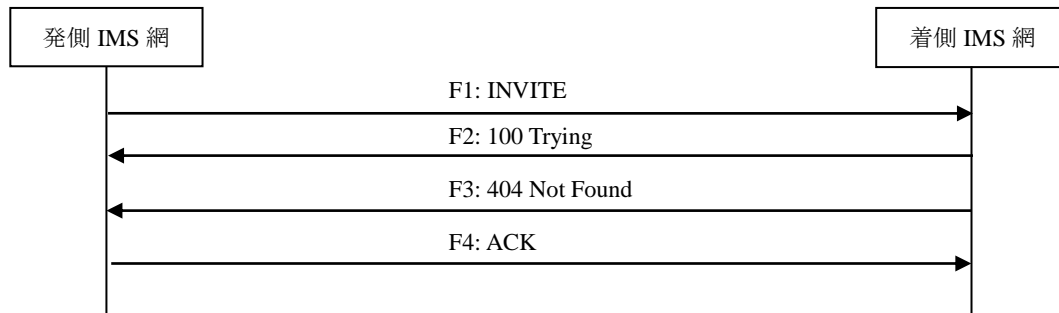 発側 IMS 網
着側 IMS 網
F1: INVITE
F2: 100 Trying
F3: 404 Not Found
F4: ACK